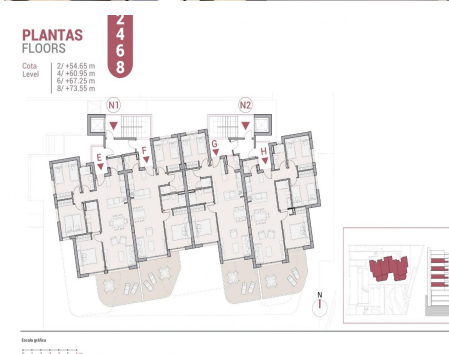 PLANTAS
FLOORS
2
4
6
8
Cota
Level
2/ +54.65 m
4/ +60.95 m
6/ +67.25 m
8/ +73.55 m
N1
N2
E
F
G
H
N
Escala gráfica